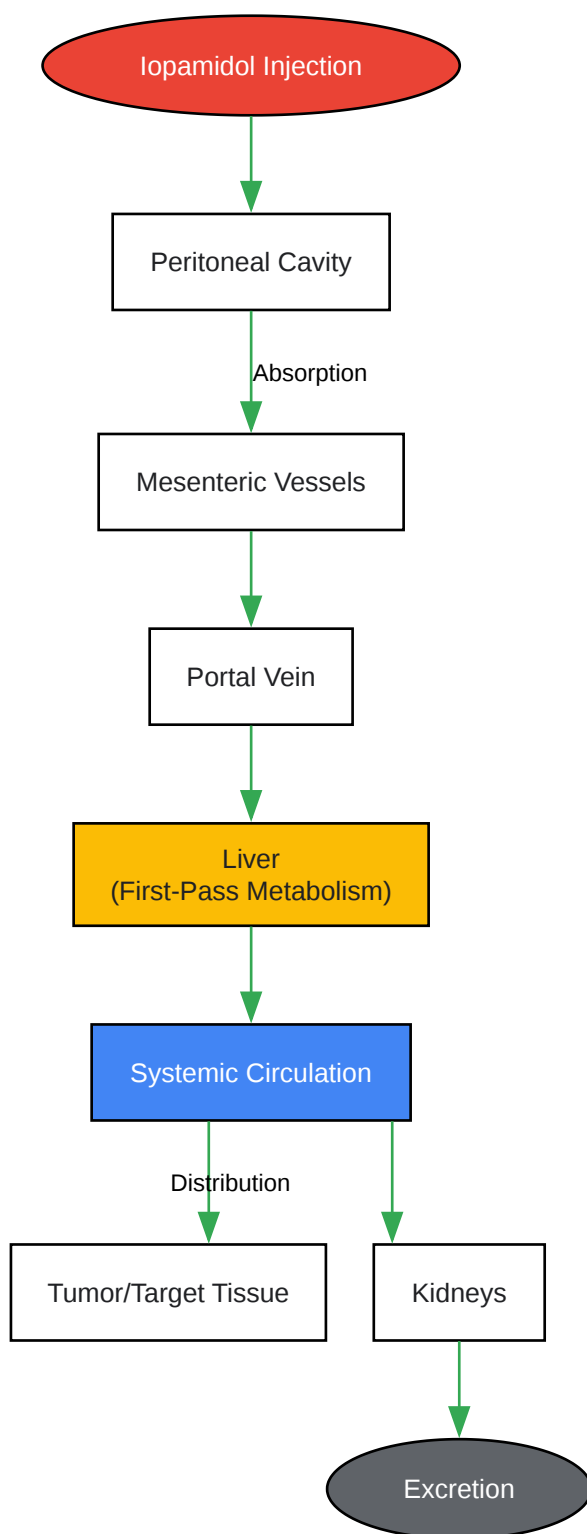 Iopamidol Injection
Peritoneal Cavity
Absorption
Mesenteric Vessels
Portal Vein
Liver
(First-Pass Metabolism)
Systemic Circulation
Distribution
Tumor/Target Tissue
Kidneys
Excretion